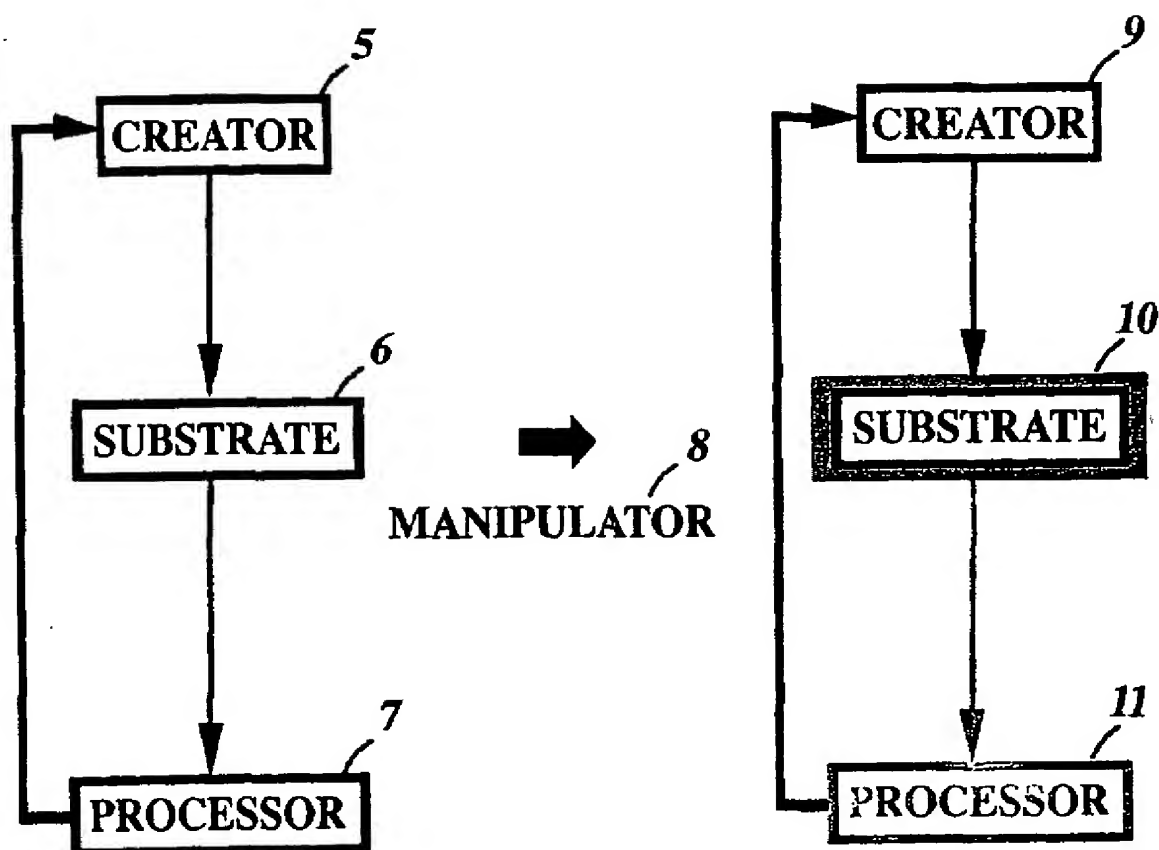 5
CREATOR
6
SUBSTRATE
7
PROCESSOR
8
MANIPULATOR
9
CREATOR
10
SUBSTRATE
11
PROCESSOR